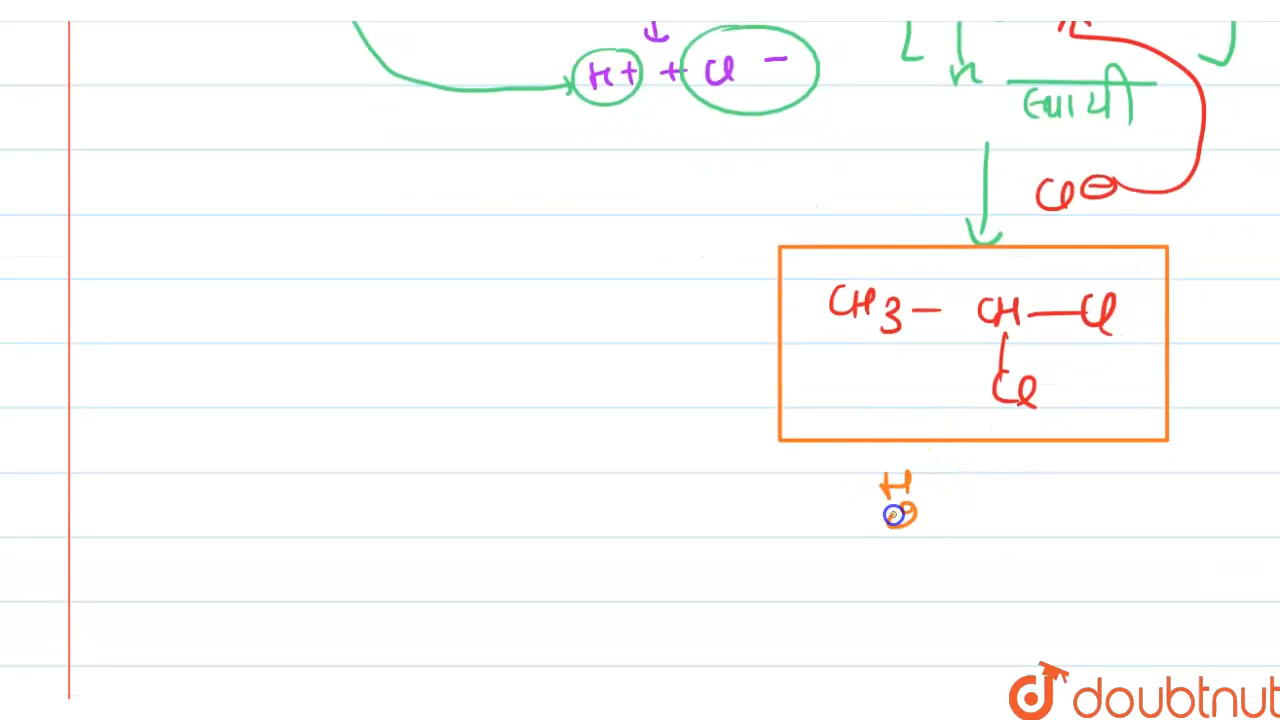 H+ + Cl -
H
स्थायी
Cl ⊖
CH3 - CH - Cl
Cl
H
doubtnut